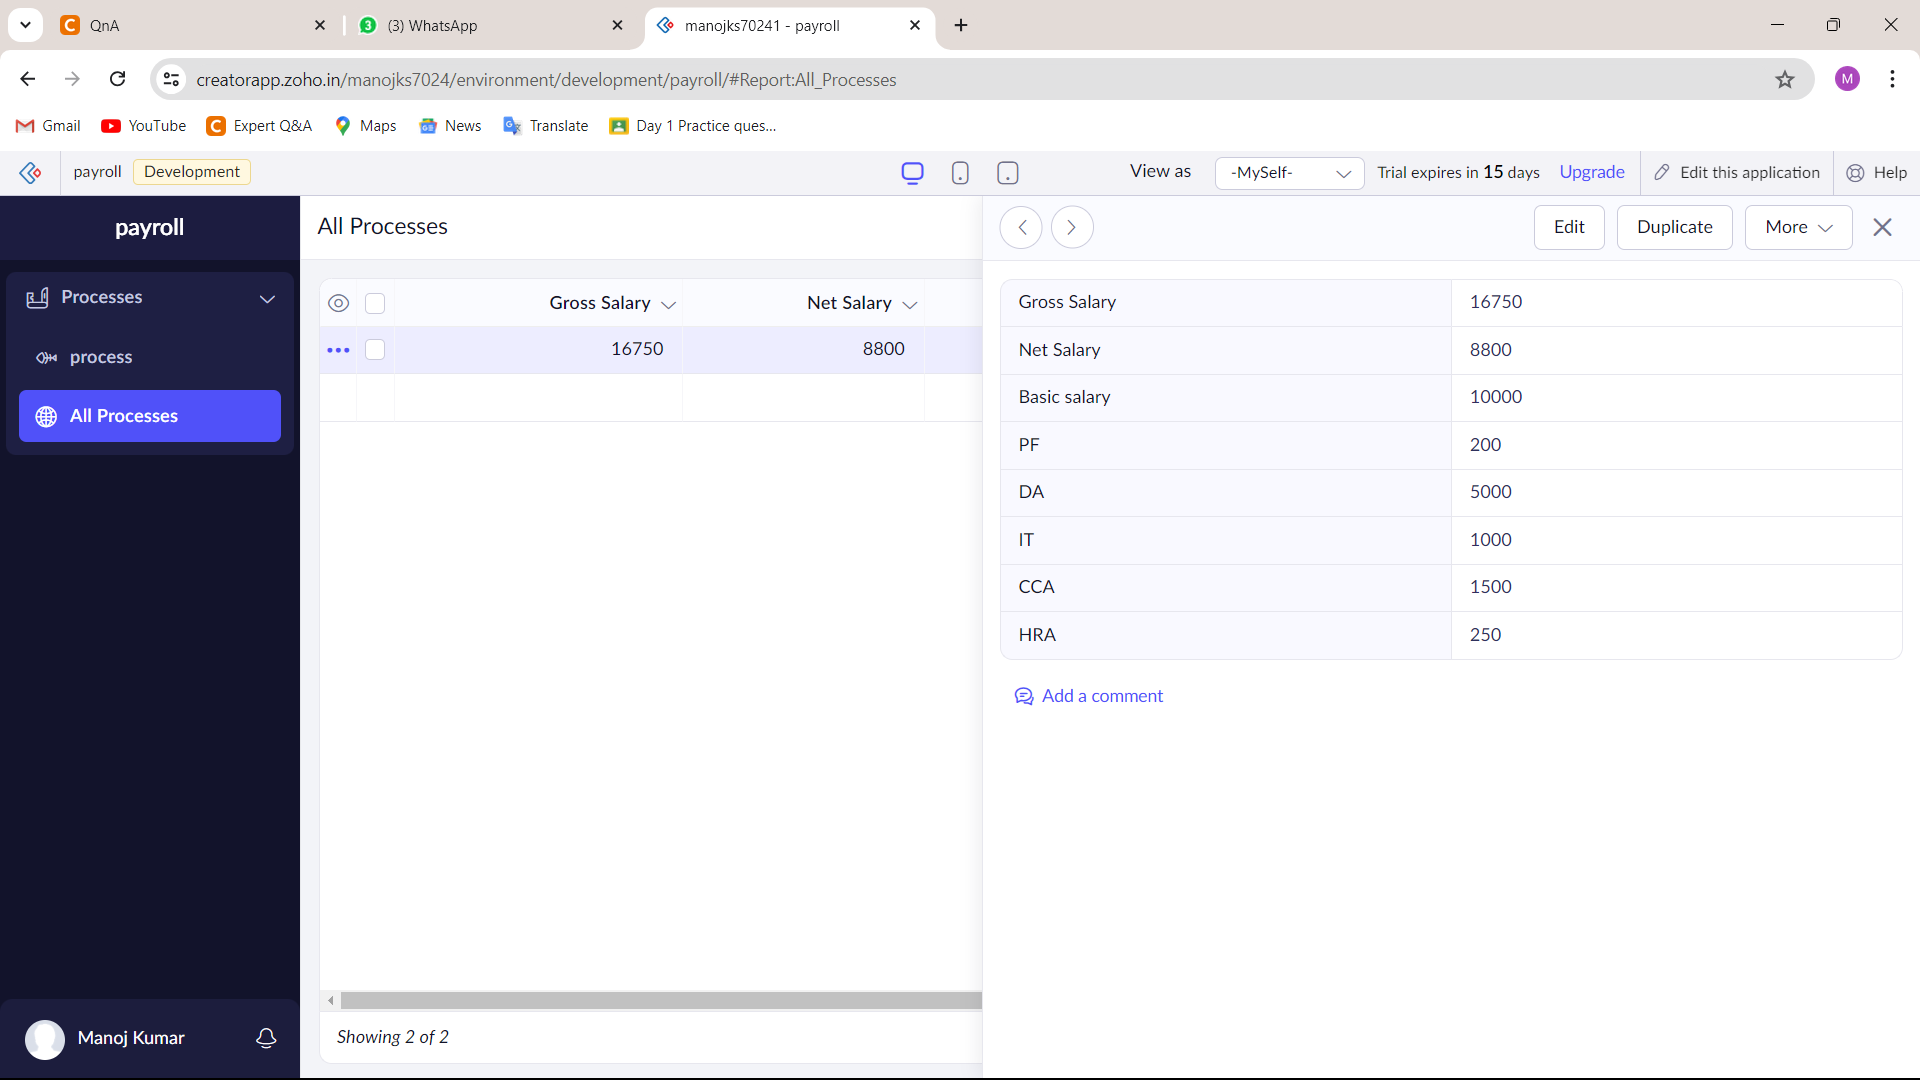 QnA
3 (3) WhatsApp
manojks70241 - payroll
creatorapp.zoho.in/manojks7024/environment/development/payroll/#Report:All_Processes
M
Gmail YouTube C Expert Q&A Maps News Translate Day 1 Practice ques...
payroll Development View as -MySelf- Trial expires in 15 days Upgrade Edit this application Help
payroll
Processes
process
All Processes
Manoj Kumar
All Processes
Gross Salary Net Salary
16750 8800
Showing 2 of 2
Edit Duplicate More
Gross Salary 16750
Net Salary 8800
Basic salary 10000
PF 200
DA 5000
IT 1000
CCA 1500
HRA 250
Add a comment